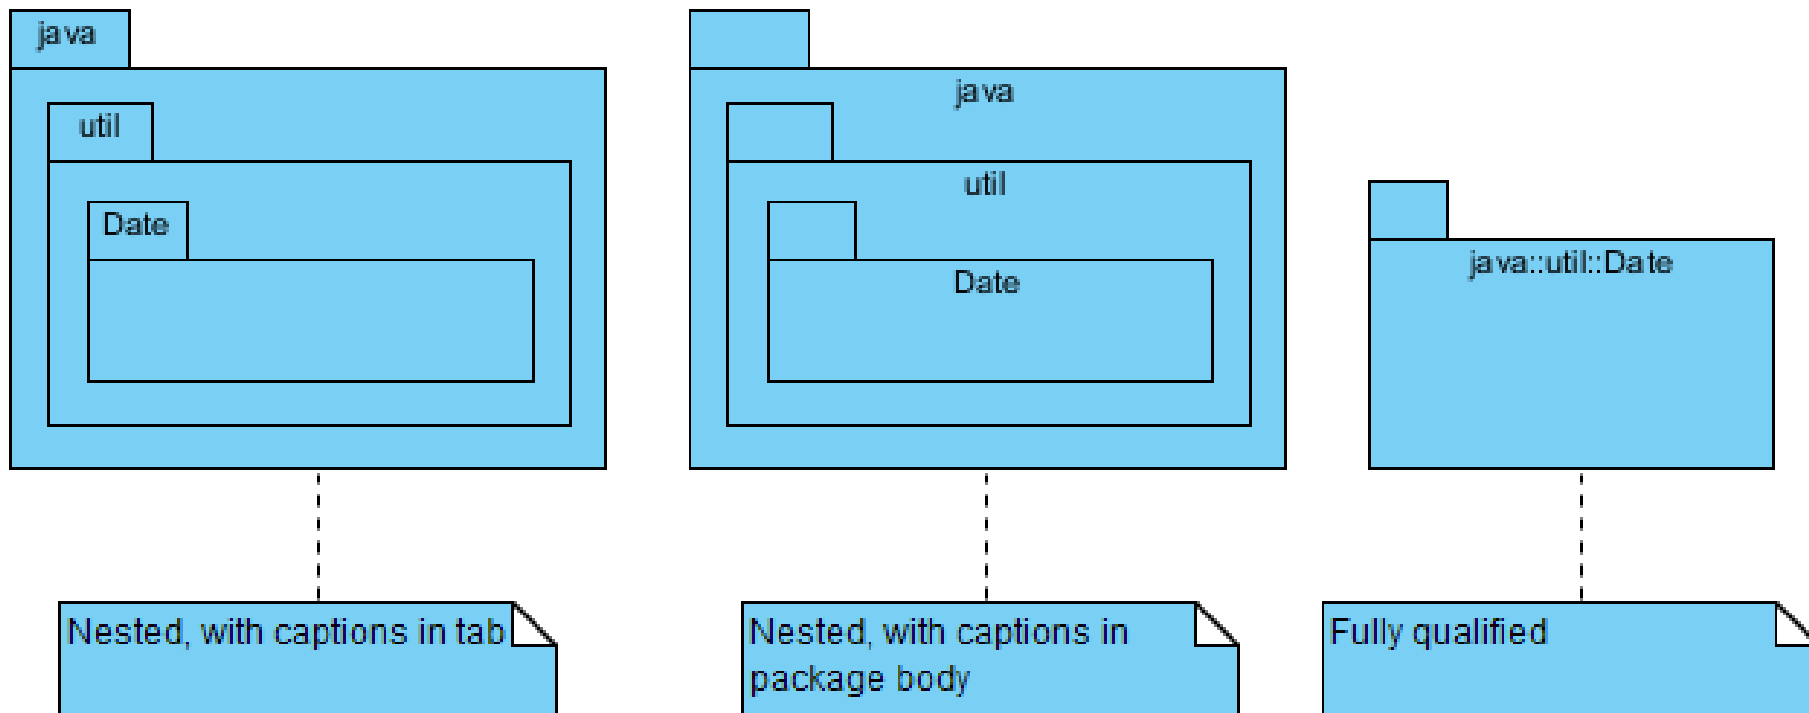 java
util
Date
java
util
Date
java::util::Date
Nested, with captions in tab
Nested, with captions in
package body
Fully qualified